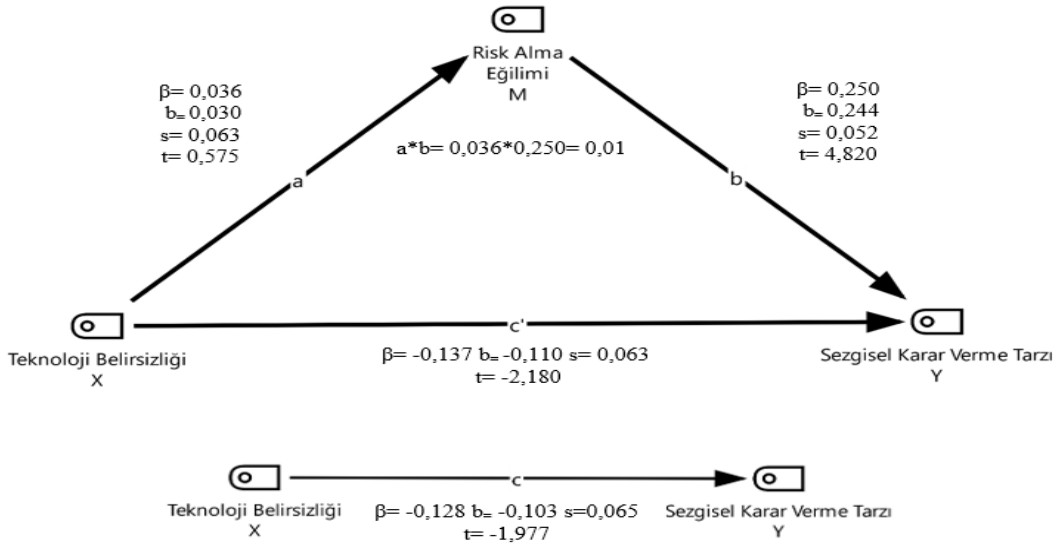 Risk Alma
Eğilimi
M
β= 0,036
b= 0,030
s= 0,063
t= 0,575
β= 0,250
b= 0,244
s= 0,052
t= 4,820
a*b= 0,036*0,250= 0,01
a
b
c'
Teknoloji Belirsizliği
X
β= -0,137 b= -0,110 s= 0,063
t= -2,180
Sezgisel Karar Verme Tarzı
Y
c
Teknoloji Belirsizliği
X
β= -0,128 b= -0,103 s=0,065
t= -1,977
Sezgisel Karar Verme Tarzı
Y